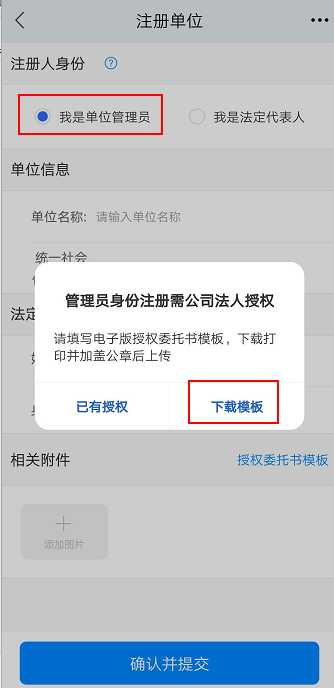 注册单位
注册人身份
我是单位管理员 我是法定代表人
单位信息
单位名称: 请输入单位名称
统一社会
管理员身份注册需公司法人授权
请填写电子版授权委托书模板，下载打
印并加盖公章后上传
已有授权 下载模板
相关附件 授权委托书模板
添加图片
确认并提交